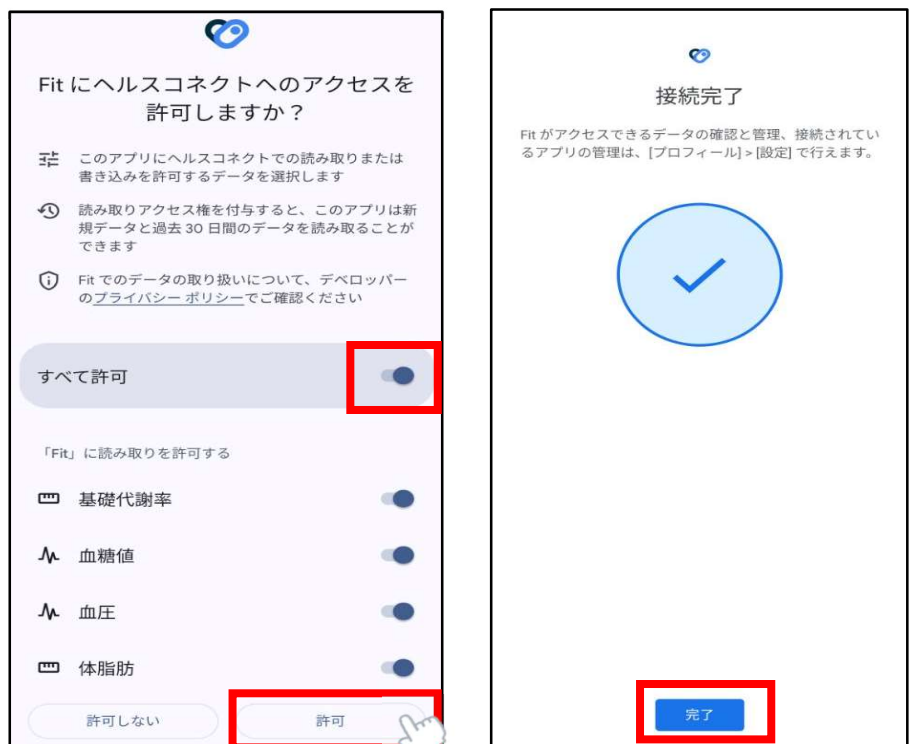 Fit にヘルスコネクトへのアクセスを
許可しますか？
このアプリにヘルスコネクトでの読み取りまたは
書き込みを許可するデータを選択します
読み取りアクセス権を付与すると、このアプリは新
規データと過去 30 日間のデータを読み取ることが
できます
Fit でのデータの取り扱いについて、デベロッパー
のプライバシー ポリシーでご確認ください
すべて許可
「Fit」に読み取りを許可する
基礎代謝率
血糖値
血圧
体脂肪
許可しない
許可
接続完了
Fit がアクセスできるデータの確認と管理、接続されてい
るアプリの管理は、[プロフィール] > [設定] で行えます。
完了